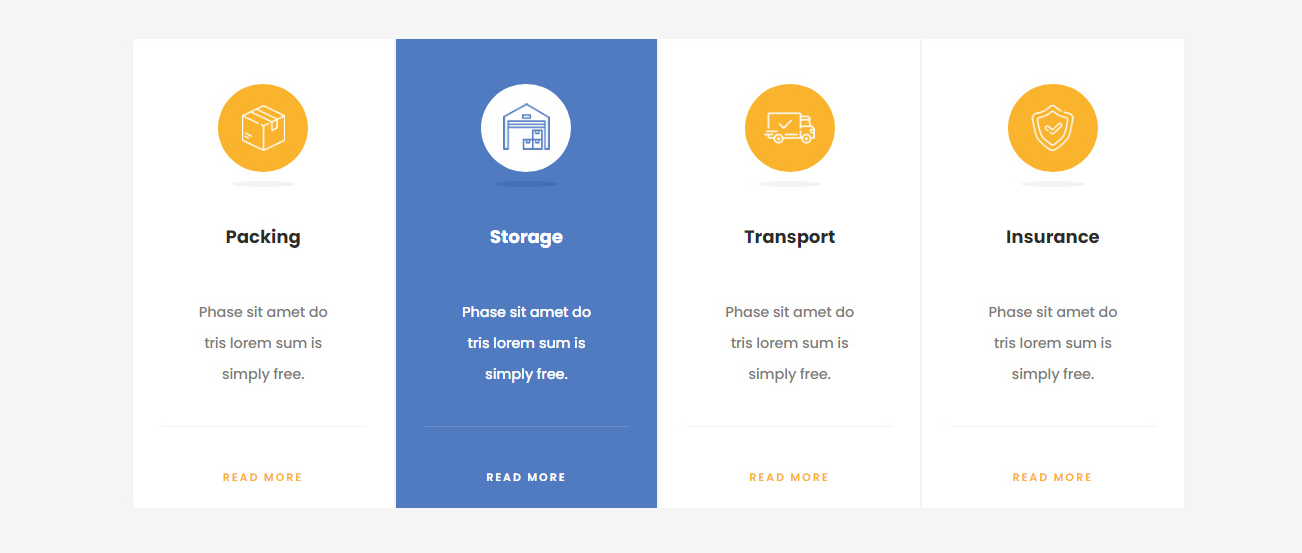 Packing
Phase sit amet do
tris lorem sum is
simply free.
READ MORE
Storage
Phase sit amet do
tris lorem sum is
simply free.
READ MORE
Transport
Phase sit amet do
tris lorem sum is
simply free.
READ MORE
Insurance
Phase sit amet do
tris lorem sum is
simply free.
READ MORE